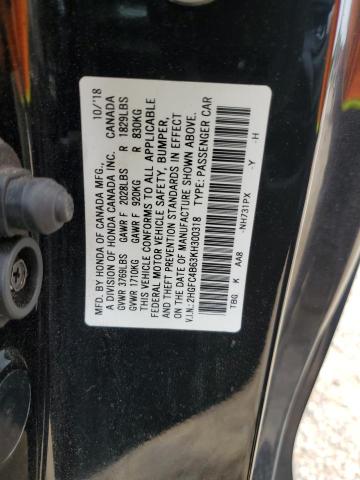 MFD. BY HONDA OF CANADA MFG. 10/'18
A DIVISION OF HONDA CANADA INC. CANADA
GVWR 3769LBS GAWR F 2028LBS R 1829LBS
GVWR 1710KG GAWR F 920KG R 830KG
THIS VEHICLE CONFORMS TO ALL APPLICABLE
FEDERAL MOTOR VEHICLE SAFETY, BUMPER,
AND THEFT PREVENTION STANDARDS IN EFFECT
ON THE DATE OF MANUFACTURE SHOWN ABOVE.
V.I.N.: 2HGFC4B63KH300318 TYPE: PASSENGER CAR
TBG K AA8 -NH731PX -Y -H